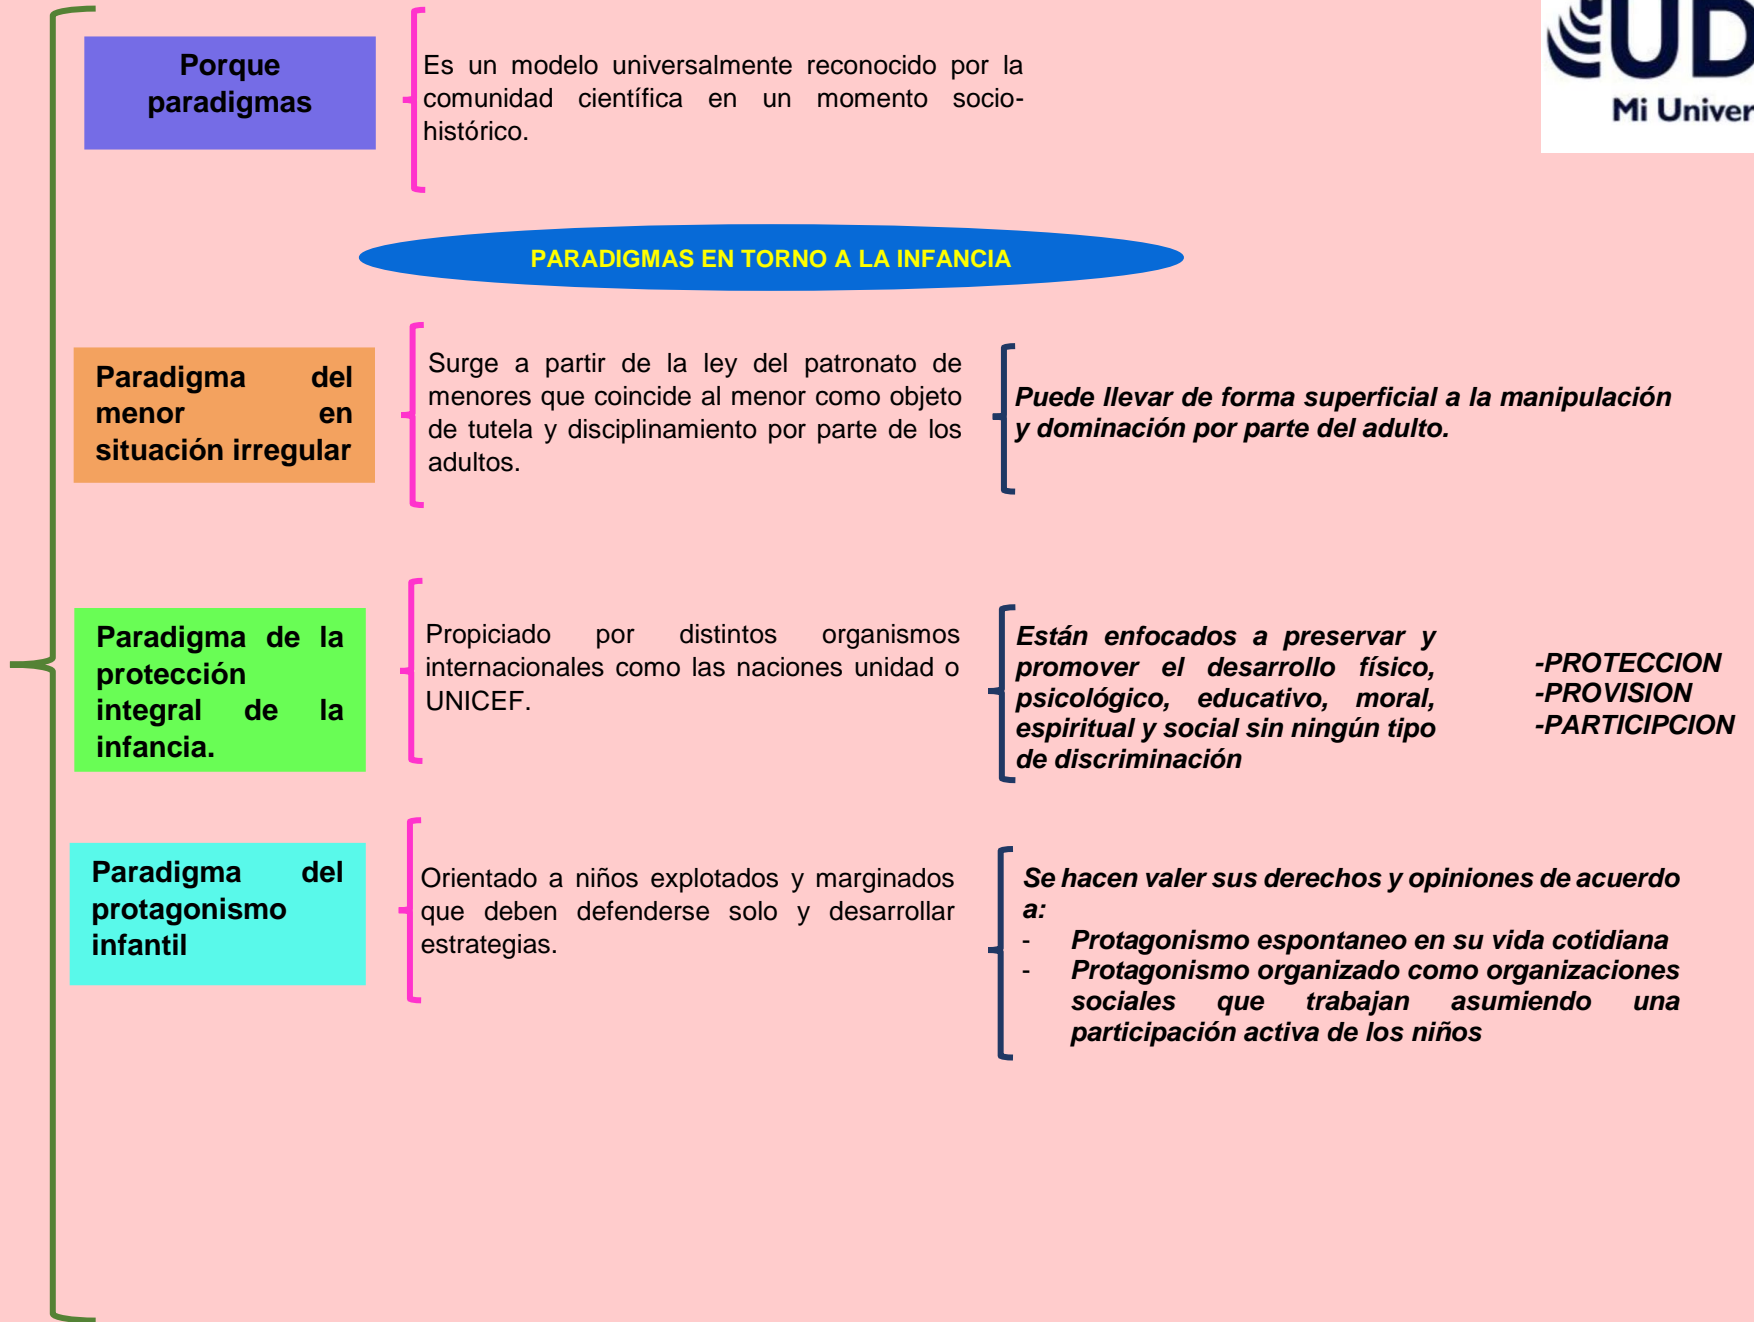 Porque
paradigmas
Es un modelo universalmente reconocido por la
comunidad científica en un momento socio-
histórico.
Mi Univer
PARADIGMAS EN TORNO A LA INFANCIA
Paradigma del
menor en
situación irregular
Surge a partir de la ley del patronato de
menores que coincide al menor como objeto
de tutela y disciplinamiento por parte de los
adultos.
Puede llevar de forma superficial a la manipulación
y dominación por parte del adulto.
Paradigma de la
protección
integral de la
infancia.
Propiciado por distintos organismos
internacionales como las naciones unidad o
UNICEF.
Están enfocados a preservar y
promover el desarrollo físico,
psicológico, educativo, moral,
espiritual y social sin ningún tipo
de discriminación
-PROTECCION
-PROVISION
-PARTICIPCION
Paradigma del
protagonismo
infantil
Orientado a niños explotados y marginados
que deben defenderse solo y desarrollar
estrategias.
Se hacen valer sus derechos y opiniones de acuerdo
a:
- Protagonismo espontaneo en su vida cotidiana
- Protagonismo organizado como organizaciones
sociales que trabajan asumiendo una
participación activa de los niños